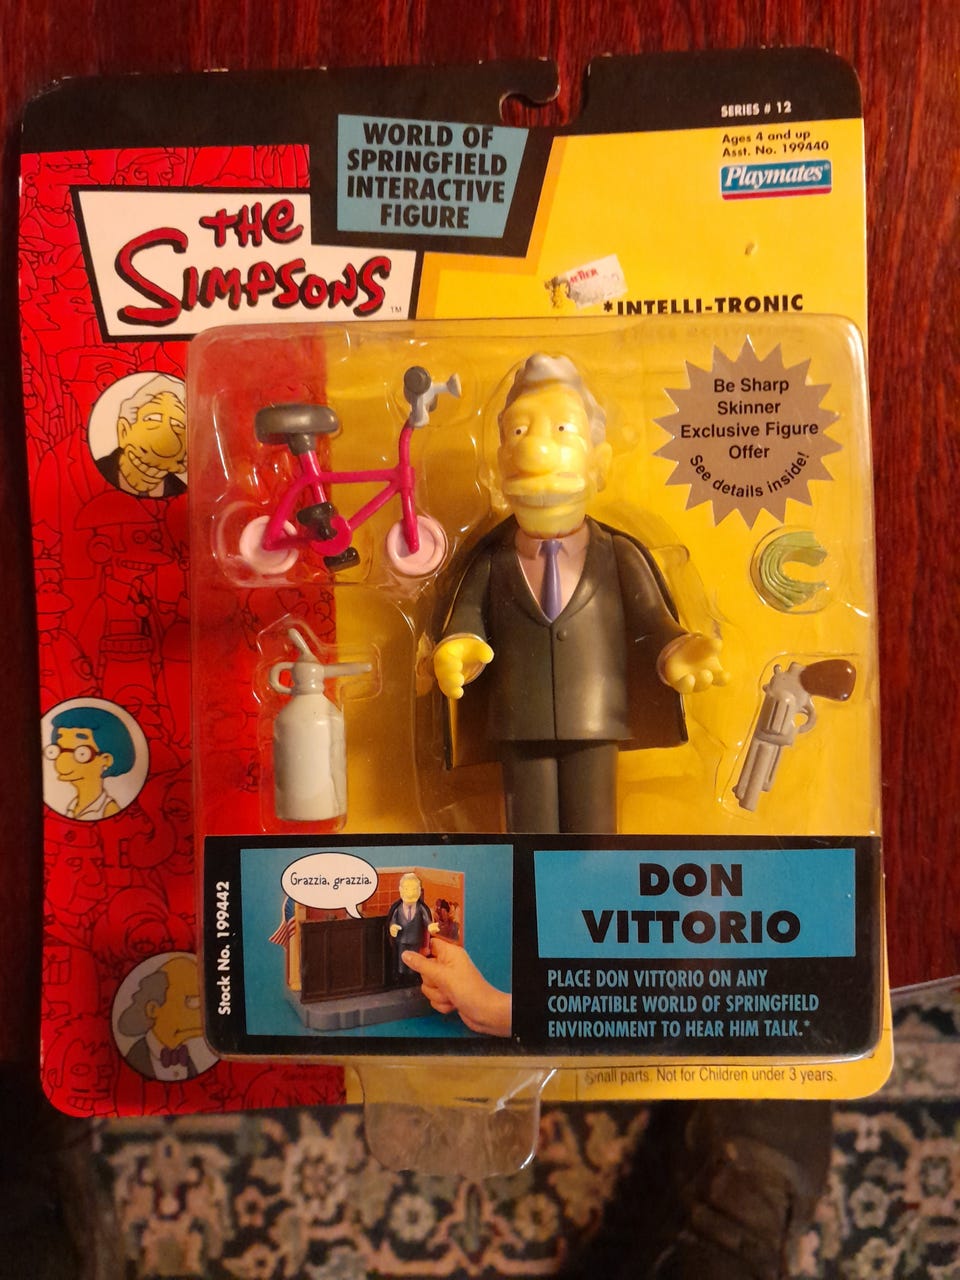 SERIES # 12
WORLD OF
SPRINGFIELD
INTERACTIVE
FIGURE
Ages 4 and up
Asst. No. 199440
Playmates®
THE
SIMPSONS
TM
*INTELLI-TRONIC
Be Sharp
Skinner
Exclusive Figure
Offer
See details inside!
Grazzia, grazzia.
Stock No. 199442
DON
VITTORIO
PLACE DON VITTORIO ON ANY
COMPATIBLE WORLD OF SPRINGFIELD
ENVIRONMENT TO HEAR HIM TALK.*
Small parts. Not for Children under 3 years.